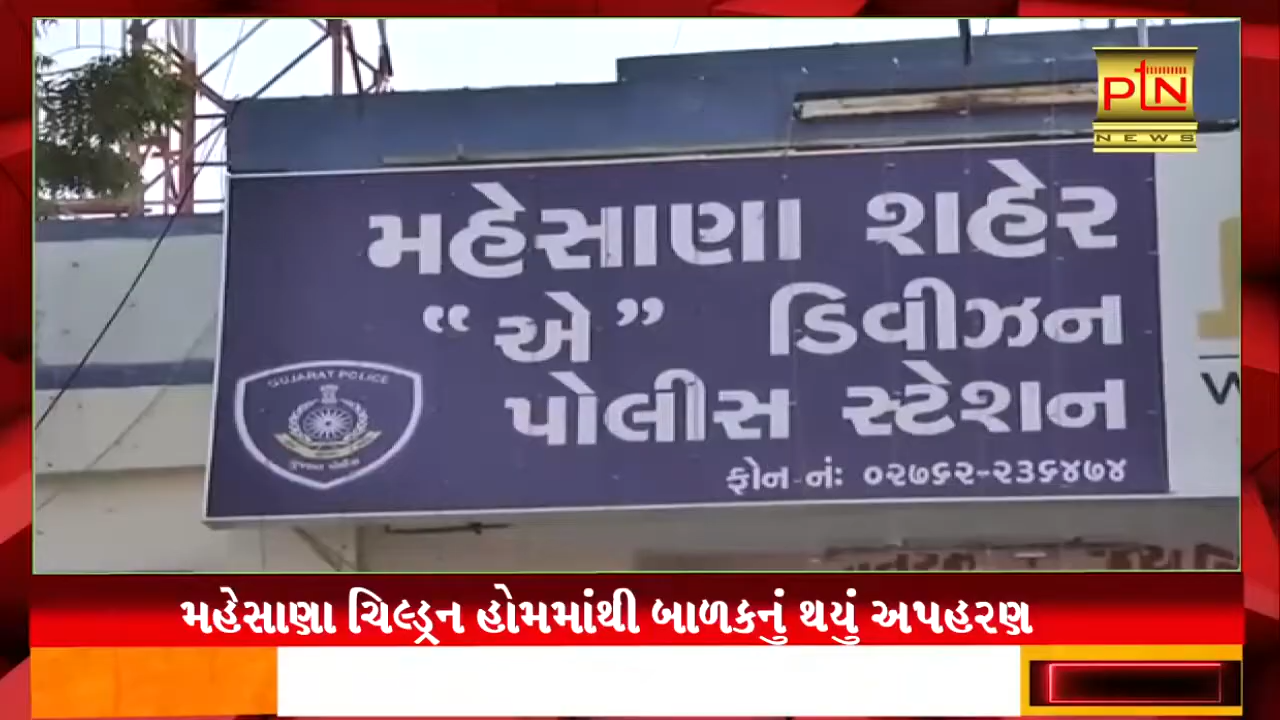 PTN
NEWS
મહેસાણા શહેર
“એ” ડિવીઝન
પોલીસ સ્ટેશન
ફોન નં: ૦૨૭૬૨-૨૩૬૪૭૪
GUJARAT POLICE
મહેસાણા ચિલ્ડ્રન હોમમાંથી બાળકનું થયું અપહરણ